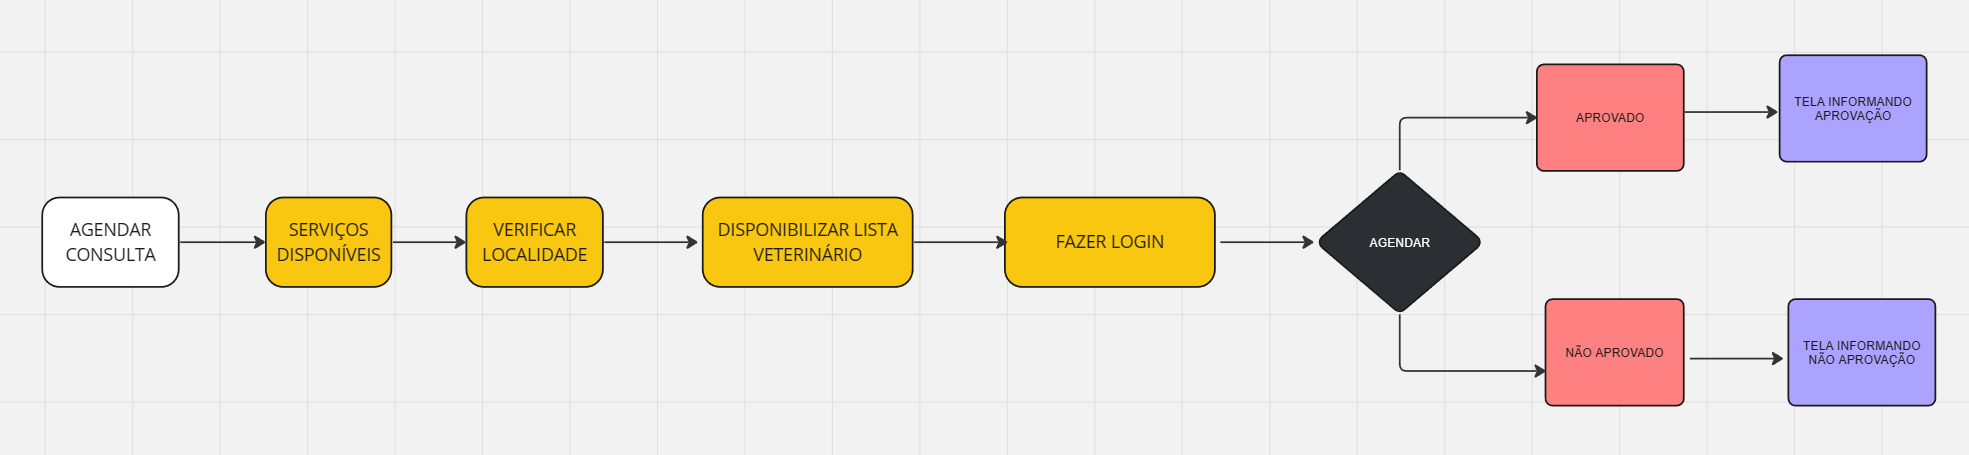 AGENDAR
CONSULTA
SERVIÇOS
DISPONÍVEIS
VERIFICAR
LOCALIDADE
DISPONIBILIZAR LISTA
VETERINÁRIO
FAZER LOGIN
AGENDAR
APROVADO
TELA INFORMANDO
APROVAÇÃO
NÃO APROVADO
TELA INFORMANDO
NÃO APROVAÇÃO